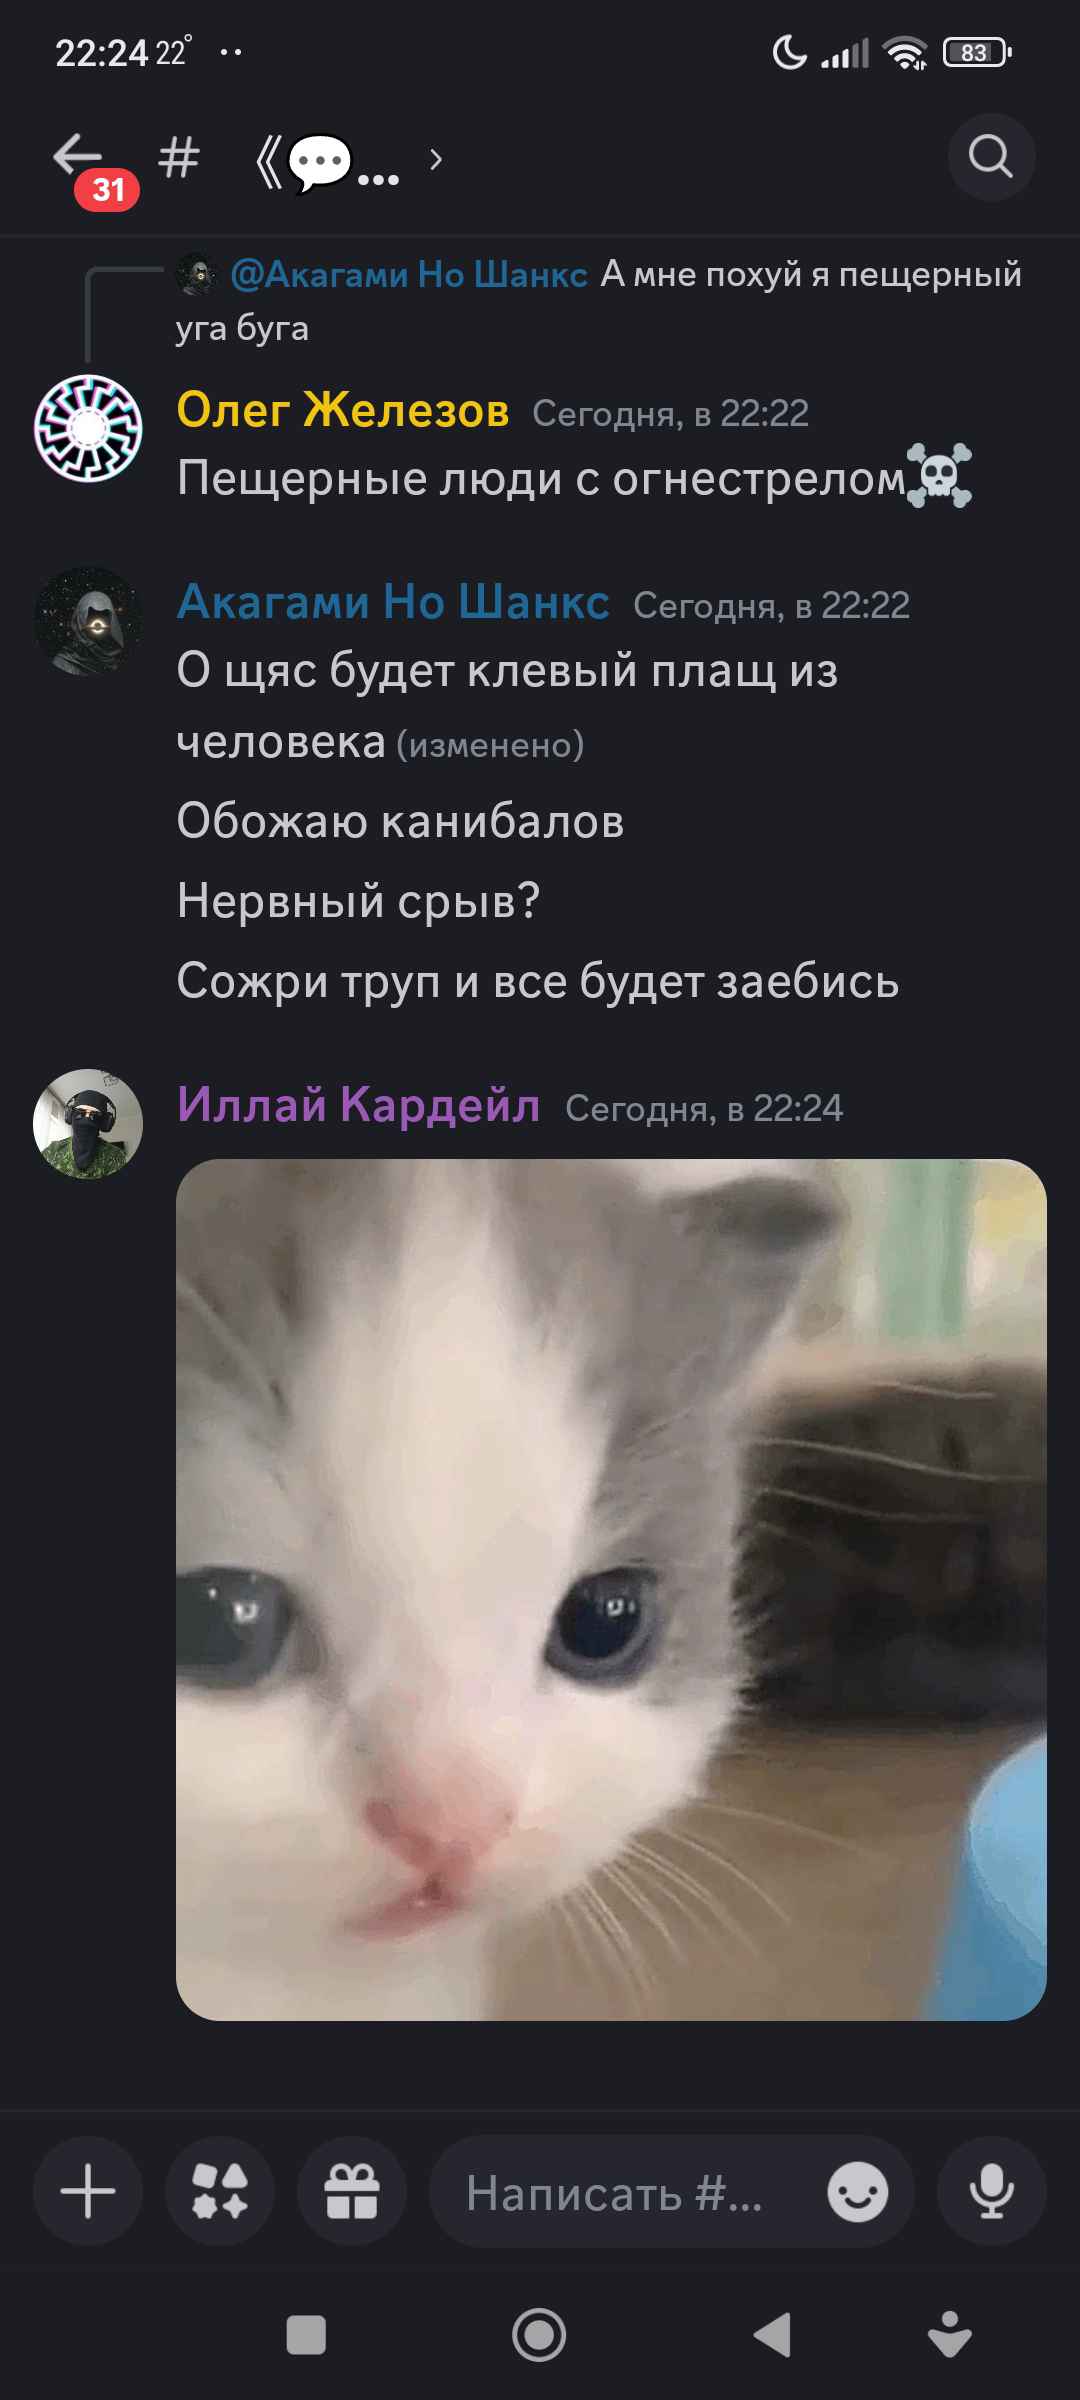 22:24 22°
83
31
# 《💬...
@Акагами Но Шанкс А мне похуй я пещерный
уга буга
Олег Железов Сегодня, в 22:22
Пещерные люди с огнестрелом☠️
Акагами Но Шанкс Сегодня, в 22:22
О щяс будет клевый плащ из
человека (изменено)
Обожаю канибалов
Нервный срыв?
Сожри труп и все будет заебись
Иллай Кардейл Сегодня, в 22:24
Написать #...